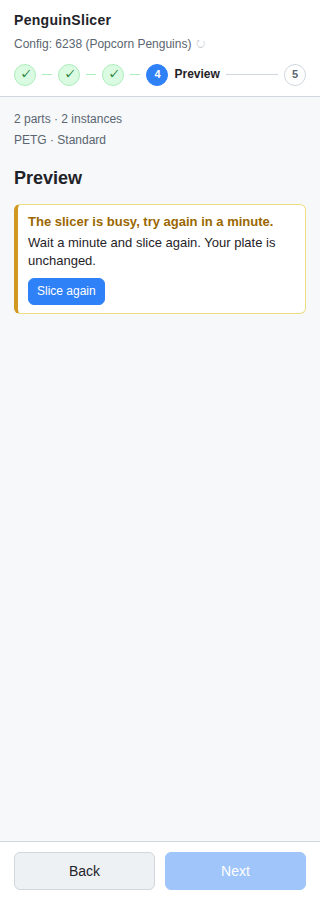 PenguinSlicer
Config: 6238 (Popcorn Penguins)
✓ ✓ ✓ 4 Preview 5
2 parts · 2 instances
PETG · Standard
Preview
The slicer is busy, try again in a minute.
Wait a minute and slice again. Your plate is
unchanged.
Slice again
Back Next